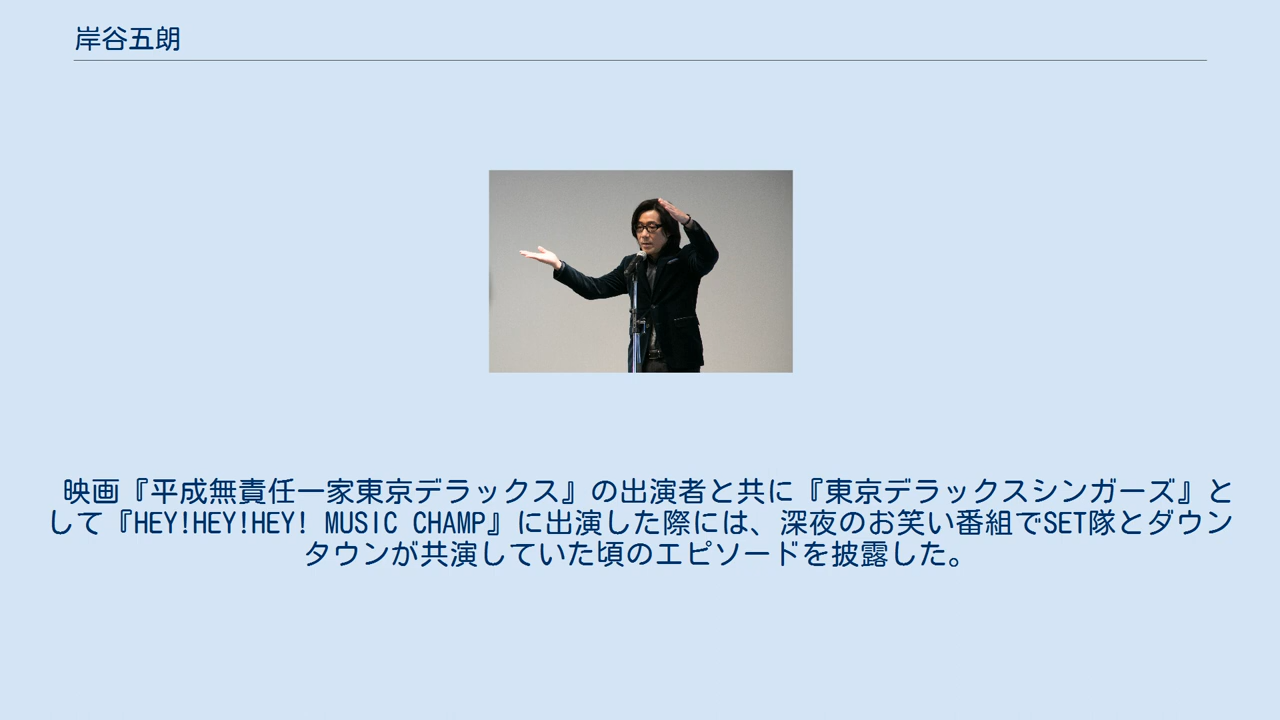 岸谷五朗
映画『平成無責任一家東京デラックス』の出演者と共に『東京デラックスシンガーズ』と
して『HEY!HEY!HEY! MUSIC CHAMP』に出演した際には、深夜のお笑い番組でSET隊とダウン
タウンが共演していた頃のエピソードを披露した。